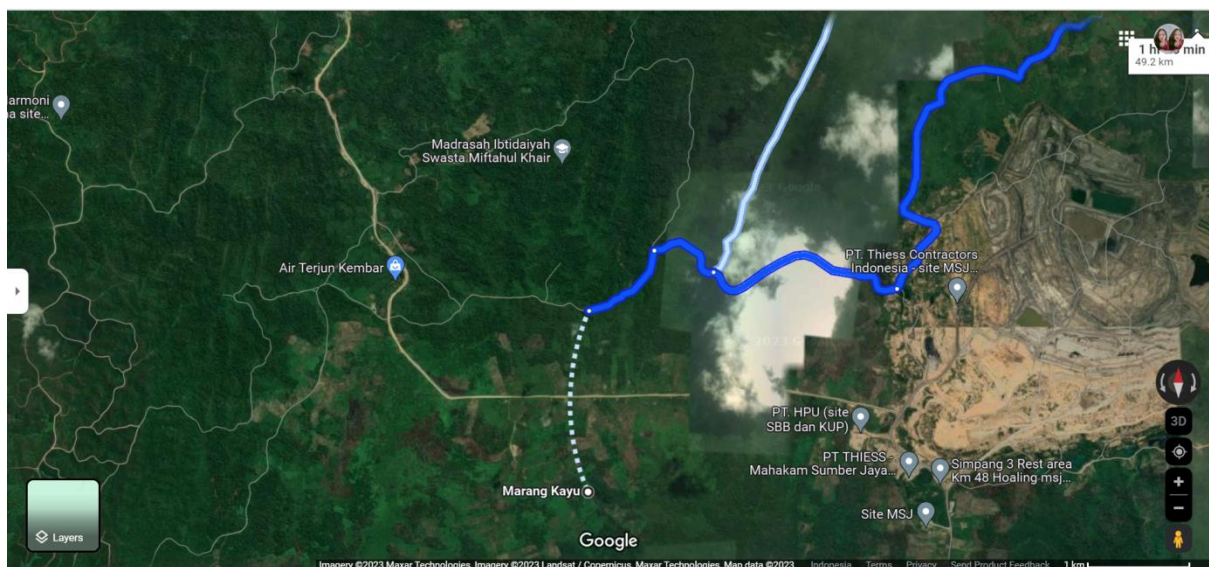 1 hr
min
49.2 km
armoni
a site...
Madrasah Ibtidaiyah
Swasta Miftahul Khair
Air Terjun Kembar
PT. Thiess Contractors
Indonesia - site MSJ...
PT. HPU (site
SBB dan KUP)
PT THIESS -
Mahakam Sumber Jaya...
Simpang 3 Rest area
Km 48 Hoaling msj...
Marang Kayu
Site MSJ
3D
Layers
Google
Imagery ©2023 Maxar Technologies, Imagery ©2023 Landsat / Copernicus, Maxar Technologies, Map data ©2023 Indonesia Terms Privacy Send Product Feedback 1 km